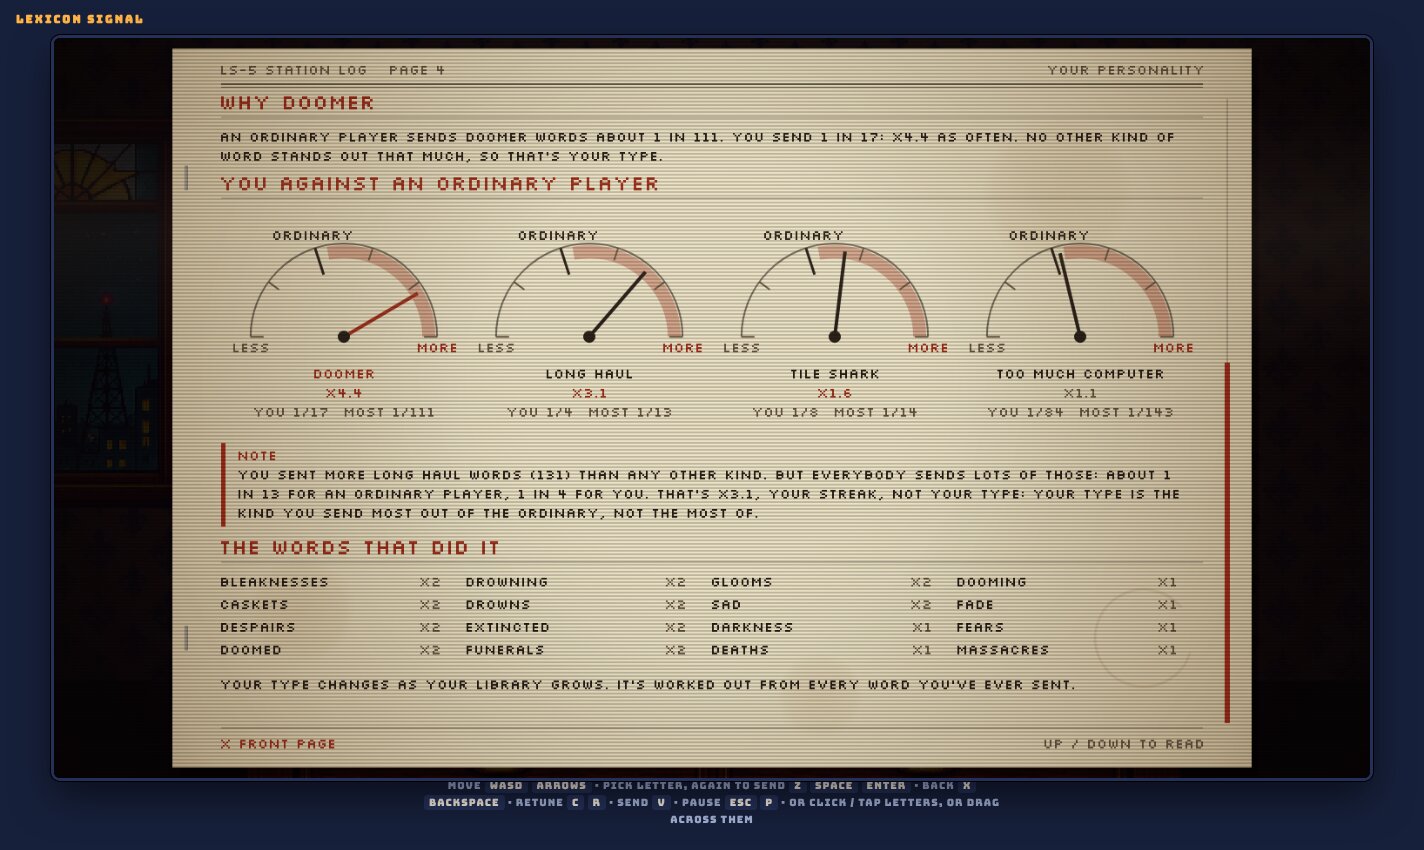 LEXICON SIGNAL
LS-5 STATION LOG PAGE 4
YOUR PERSONALITY
WHY DOOMER
AN ORDINARY PLAYER SENDS DOOMER WORDS ABOUT 1 IN 111. YOU SEND 1 IN 17: X4.4 AS OFTEN. NO OTHER KIND OF
WORD STANDS OUT THAT MUCH, SO THAT'S YOUR TYPE.
YOU AGAINST AN ORDINARY PLAYER
ORDINARY ORDINARY ORDINARY ORDINARY
LESS MORE LESS MORE LESS MORE LESS MORE
DOOMER LONG HAUL TILE SHARK TOO MUCH COMPUTER
X4.4 X3.1 X1.6 X1.1
YOU 1/17 MOST 1/111 YOU 1/4 MOST 1/13 YOU 1/8 MOST 1/14 YOU 1/84 MOST 1/143
NOTE
YOU SENT MORE LONG HAUL WORDS (131) THAN ANY OTHER KIND. BUT EVERYBODY SENDS LOTS OF THOSE: ABOUT 1
IN 13 FOR AN ORDINARY PLAYER, 1 IN 4 FOR YOU. THAT'S X3.1, YOUR STREAK, NOT YOUR TYPE: YOUR TYPE IS THE
KIND YOU SEND MOST OUT OF THE ORDINARY, NOT THE MOST OF.
THE WORDS THAT DID IT
BLEAKNESSES X2 DROWNING X2 GLOOMS X2 DOOMING X1
CASKETS X2 DROWNS X2 SAD X2 FADE X1
DESPAIRS X2 EXTINCTED X2 DARKNESS X1 FEARS X1
DOOMED X2 FUNERALS X2 DEATHS X1 MASSACRES X1
YOUR TYPE CHANGES AS YOUR LIBRARY GROWS. IT'S WORKED OUT FROM EVERY WORD YOU'VE EVER SENT.
X FRONT PAGE
UP / DOWN TO READ
MOVE WASD ARROWS · PICK LETTER, AGAIN TO SEND Z SPACE ENTER · BACK X
BACKSPACE · RETUNE C R · SEND V · PAUSE ESC P · OR CLICK / TAP LETTERS, OR DRAG
ACROSS THEM